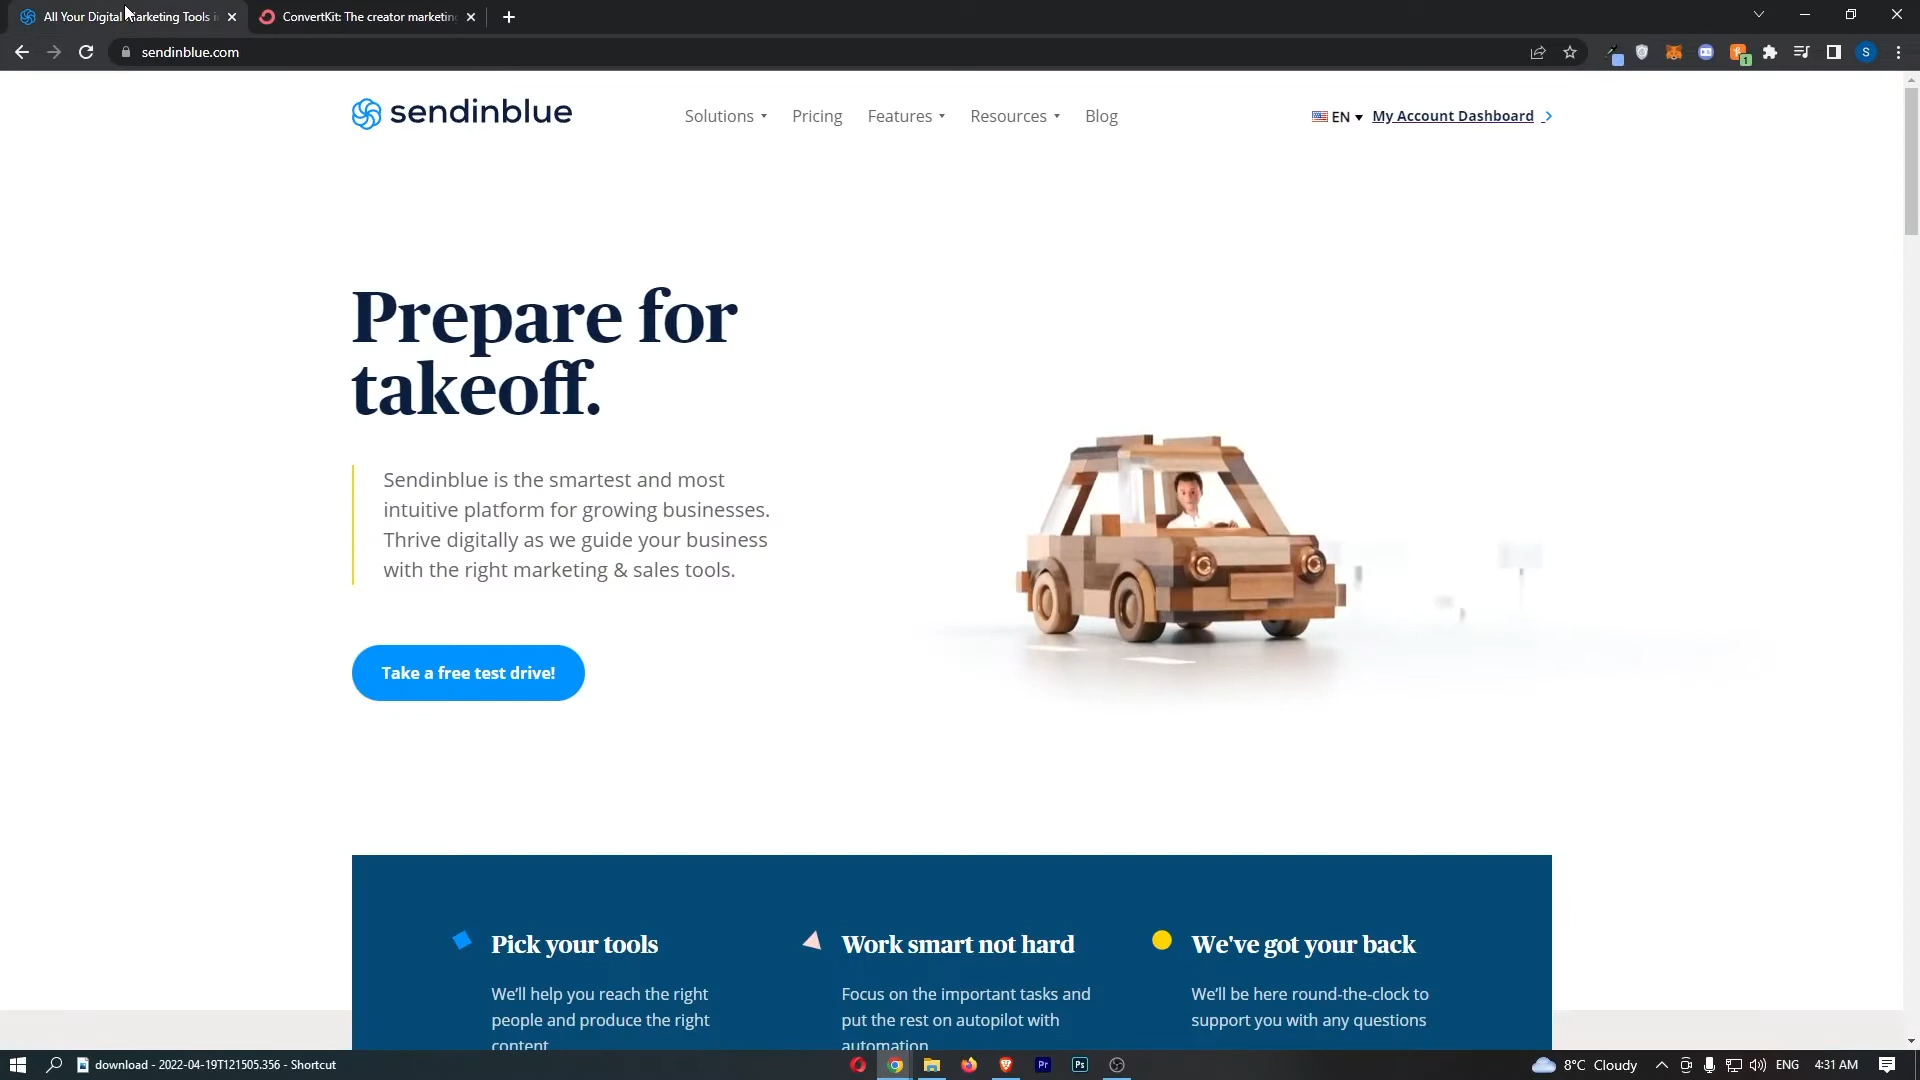 All Your Digital Marketing Tools i
ConvertKit: The creator marketing
sendinblue.com
S
1
sendinblue
Solutions
Pricing
Features
Resources
Blog
EN
My Account Dashboard
Prepare for
takeoff.
Sendinblue is the smartest and most
intuitive platform for growing businesses.
Thrive digitally as we guide your business
with the right marketing & sales tools.
Take a free test drive!
Pick your tools
We'll help you reach the right
people and produce the right
content
Work smart not hard
Focus on the important tasks and
put the rest on autopilot with
automation
We've got your back
We'll be here round-the-clock to
support you with any questions
download - 2022-04-19T121505.356 - Shortcut
Pr
Ps
8°C Cloudy
ENG
4:31 AM